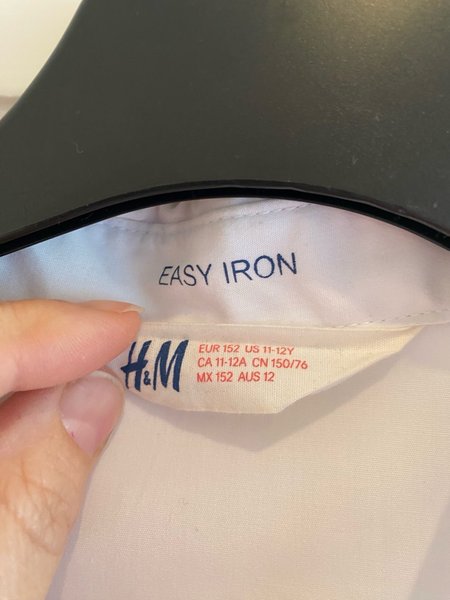 EASY IRON
H&M
EUR 152 US 11-12Y
CA 11-12A CN 150/76
MX 152 AUS 12